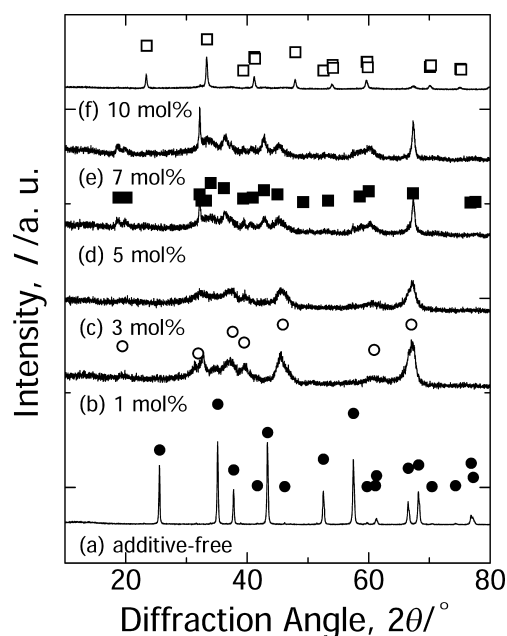 (f) 10 mol%
(e) 7 mol%
(d) 5 mol%
(c) 3 mol%
(b) 1 mol%
(a) additive-free
Intensity, I /a. u.
20 40 60 80
Diffraction Angle, 2θ/°